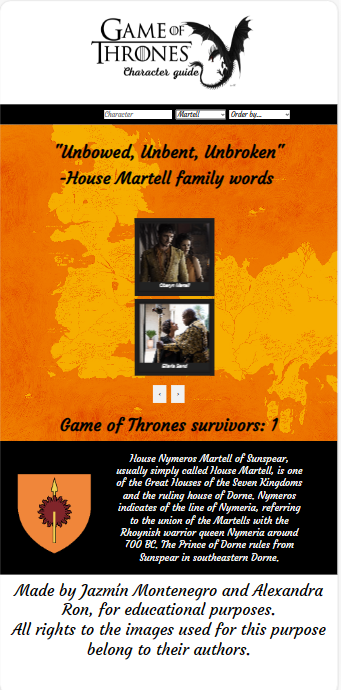 GAME OF
THRONES
Character guide
Character
Martell
Order by...
"Unbowed, Unbent, Unbroken"
-House Martell family words
Oberyn Martell
Ellaria Sand
‹ ›
Game of Thrones survivors: 1
House Nymeros Martell of Sunspear,
usually simply called House Martell, is one
of the Great Houses of the Seven Kingdoms
and the ruling house of Dorne. Nymeros
indicates of the line of Nymeria, referring
to the union of the Martells with the
Rhoynish warrior queen Nymeria around
700 BC. The Prince of Dorne rules from
Sunspear in southeastern Dorne.
Made by Jazmín Montenegro and Alexandra
Ron, for educational purposes.
All rights to the images used for this purpose
belong to their authors.